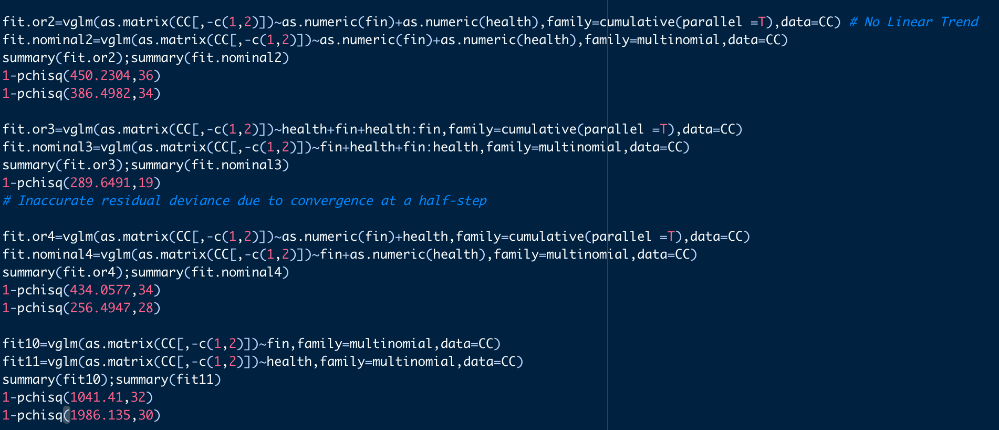 fit.or2=vglm(as.matrix(CC[,-c(1,2)])~as.numeric(fin)+as.numeric(health),family=cumulative(parallel =T),data=CC) # No Linear Trend
fit.nominal2=vglm(as.matrix(CC[,-c(1,2)])~as.numeric(fin)+as.numeric(health),family=multinomial,data=CC)
summary(fit.or2);summary(fit.nominal2)
1-pchisq(450.2304,36)
1-pchisq(386.4982,34)
fit.or3=vglm(as.matrix(CC[,-c(1,2)])~health+fin+health:fin,family=cumulative(parallel =T),data=CC)
fit.nominal3=vglm(as.matrix(CC[,-c(1,2)])~fin+health+fin:health,family=multinomial,data=CC)
summary(fit.or3);summary(fit.nominal3)
1-pchisq(289.6491,19)
# Inaccurate residual deviance due to convergence at a half-step
fit.or4=vglm(as.matrix(CC[,-c(1,2)])~as.numeric(fin)+health,family=cumulative(parallel =T),data=CC)
fit.nominal4=vglm(as.matrix(CC[,-c(1,2)])~fin+as.numeric(health),family=multinomial,data=CC)
summary(fit.or4);summary(fit.nominal4)
1-pchisq(434.0577,34)
1-pchisq(256.4947,28)
fit10=vglm(as.matrix(CC[,-c(1,2)])~fin,family=multinomial,data=CC)
fit11=vglm(as.matrix(CC[,-c(1,2)])~health,family=multinomial,data=CC)
summary(fit10);summary(fit11)
1-pchisq(1041.41,32)
1-pchisq(1986.135,30)